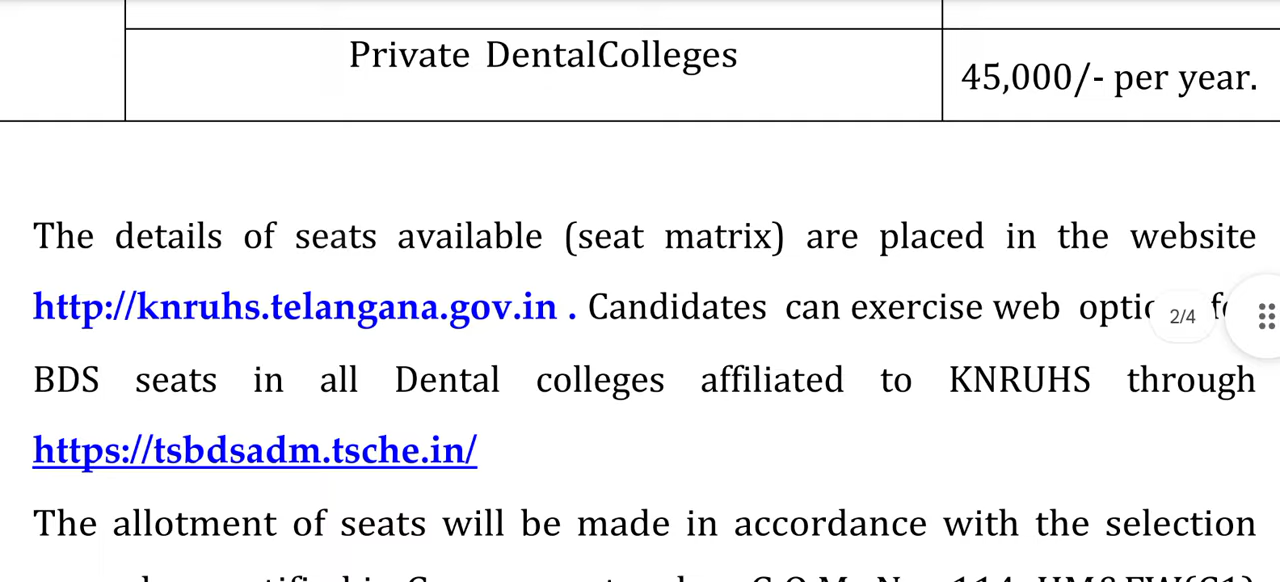 Private DentalColleges
45,000/- per year.
The details of seats available (seat matrix) are placed in the website
http://knruhs.telangana.gov.in . Candidates can exercise web
2/4
BDS seats in all Dental colleges affiliated to KNRUHS through
https://tsbdsadm.tsche.in/
The allotment of seats will be made in accordance with the selection